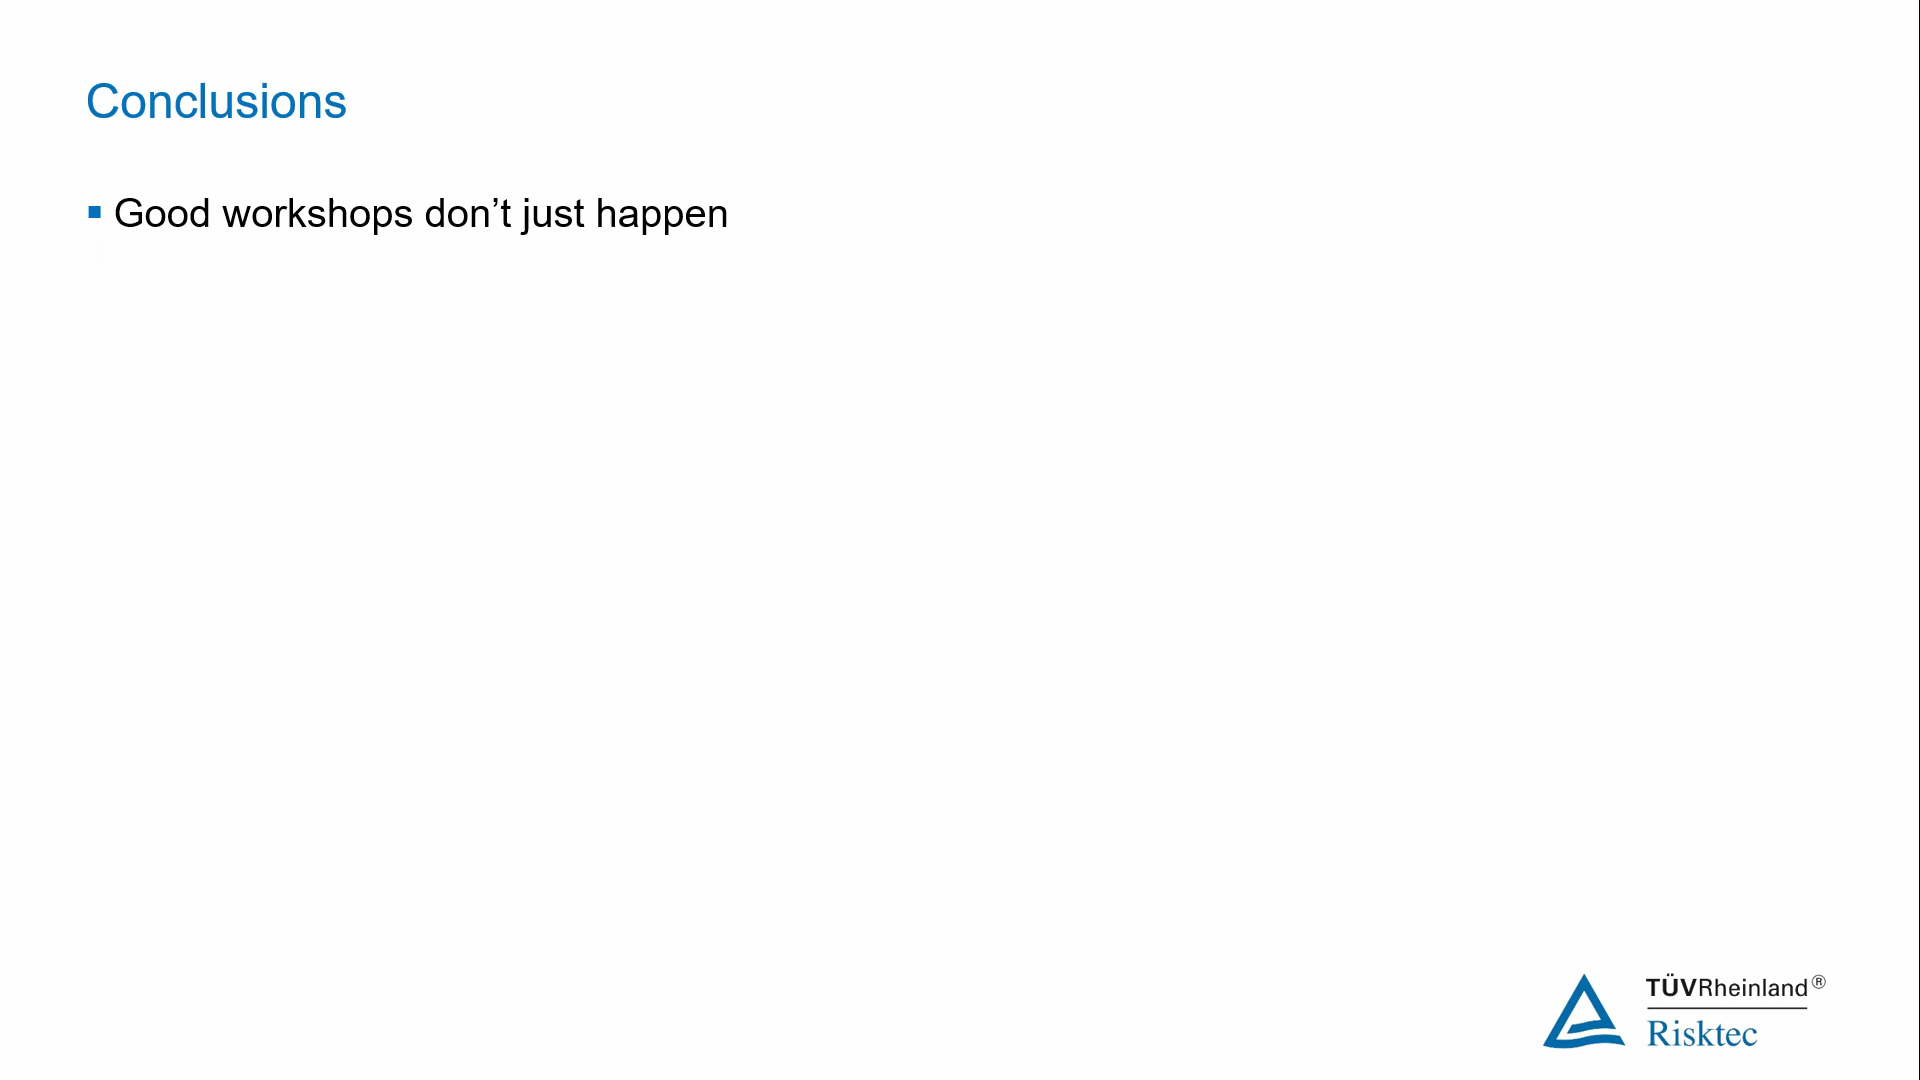 Conclusions
Good workshops don’t just happen
TÜVRheinland®
Risktec